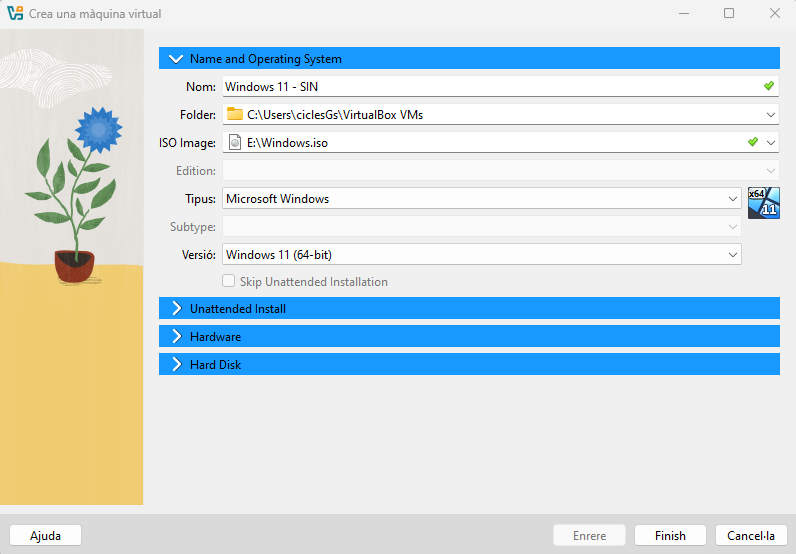 Crea una màquina virtual
Name and Operating System
Nom: Windows 11 - SIN
Folder: C:\Users\ciclesGs\VirtualBox VMs
ISO Image: E:\Windows.iso
Edition:
Tipus: Microsoft Windows
x64
11
Subtype:
Versió: Windows 11 (64-bit)
Skip Unattended Installation
Unattended Install
Hardware
Hard Disk
Ajuda Enrere Finish Cancel·la